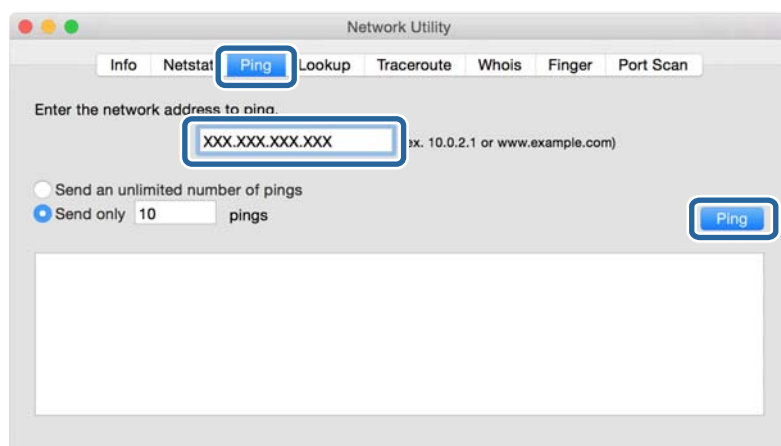 Network Utility
Info Netstat Ping Lookup Traceroute Whois Finger Port Scan
Enter the network address to ping.
XXX.XXX.XXX.XXX ex. 10.0.2.1 or www.example.com)
Send an unlimited number of pings
Send only 10 pings
Ping